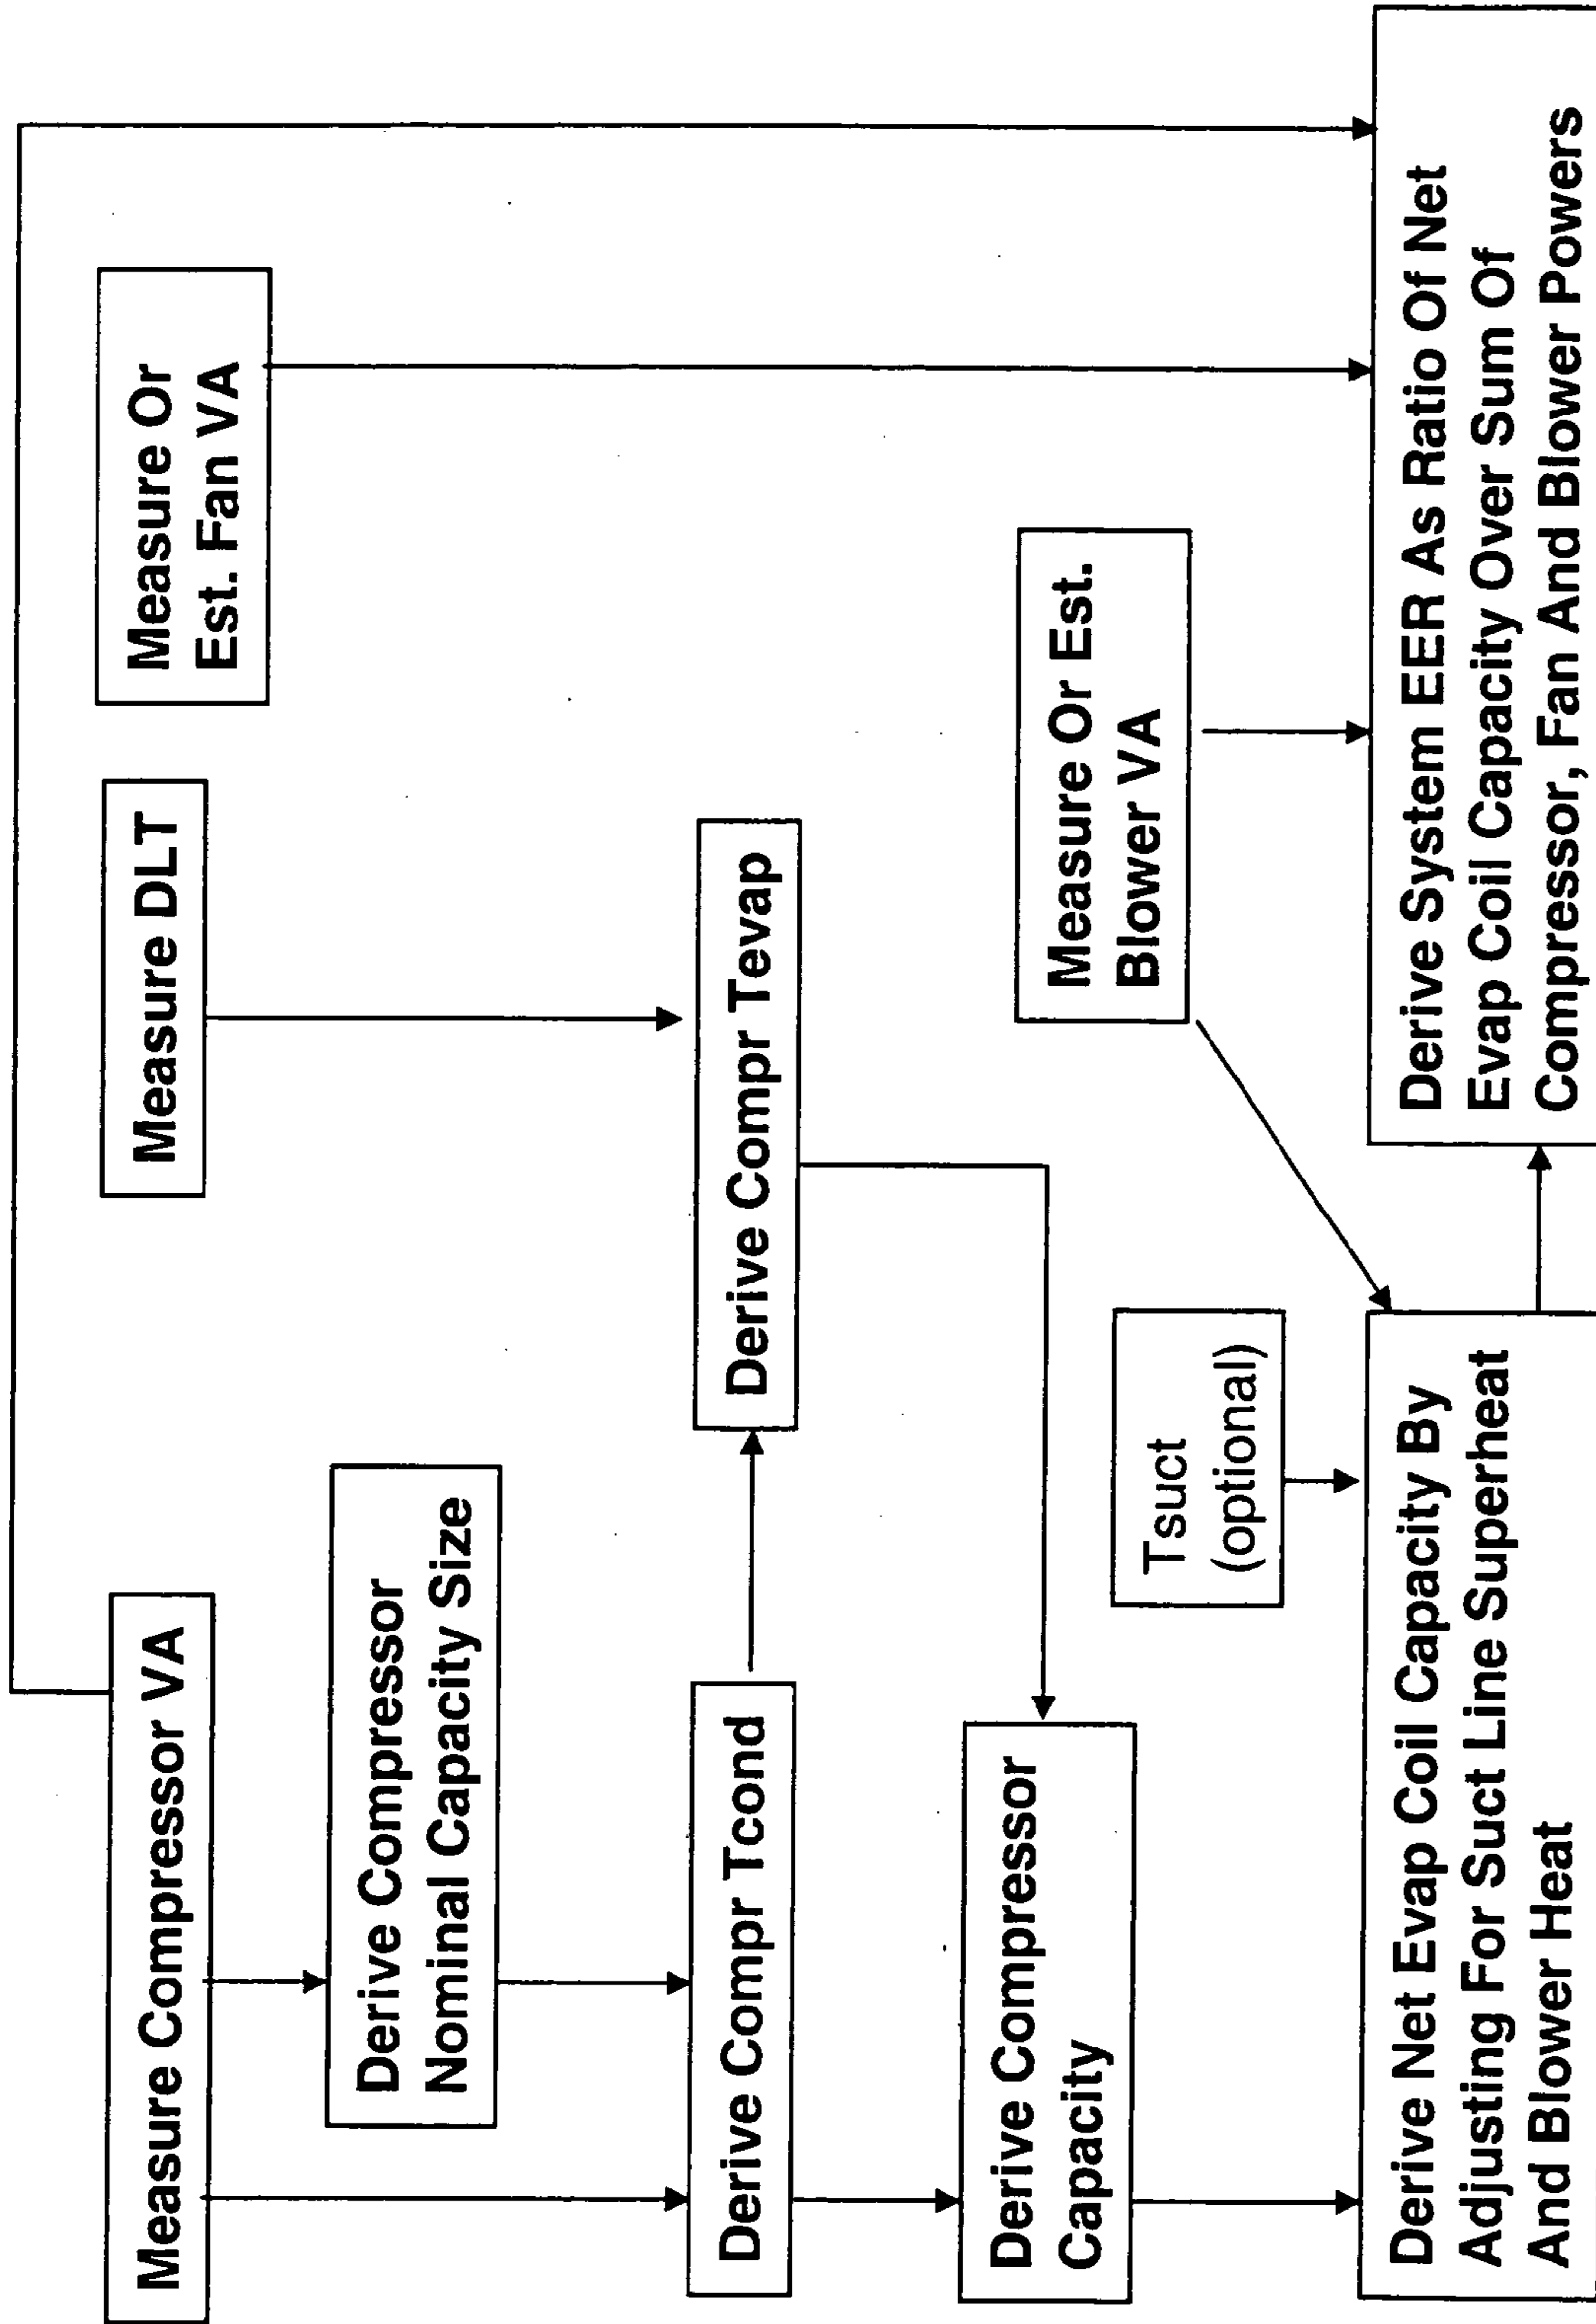 Measure Compressor VA
Measure DLT
Measure Or
Est. Fan VA
Derive Compressor
Nominal Capacity Size
Derive Compr Tcond
Derive Compr Tevap
Derive Compressor
Capacity
Tsuct
(optional)
Measure Or Est.
Blower VA
Derive Net Evap Coil Capacity By
Adjusting For Suct Line Superheat
And Blower Heat
Derive System EER As Ratio Of Net
Evap Coil Capacity Over Sum Of
Compressor, Fan And Blower Powers